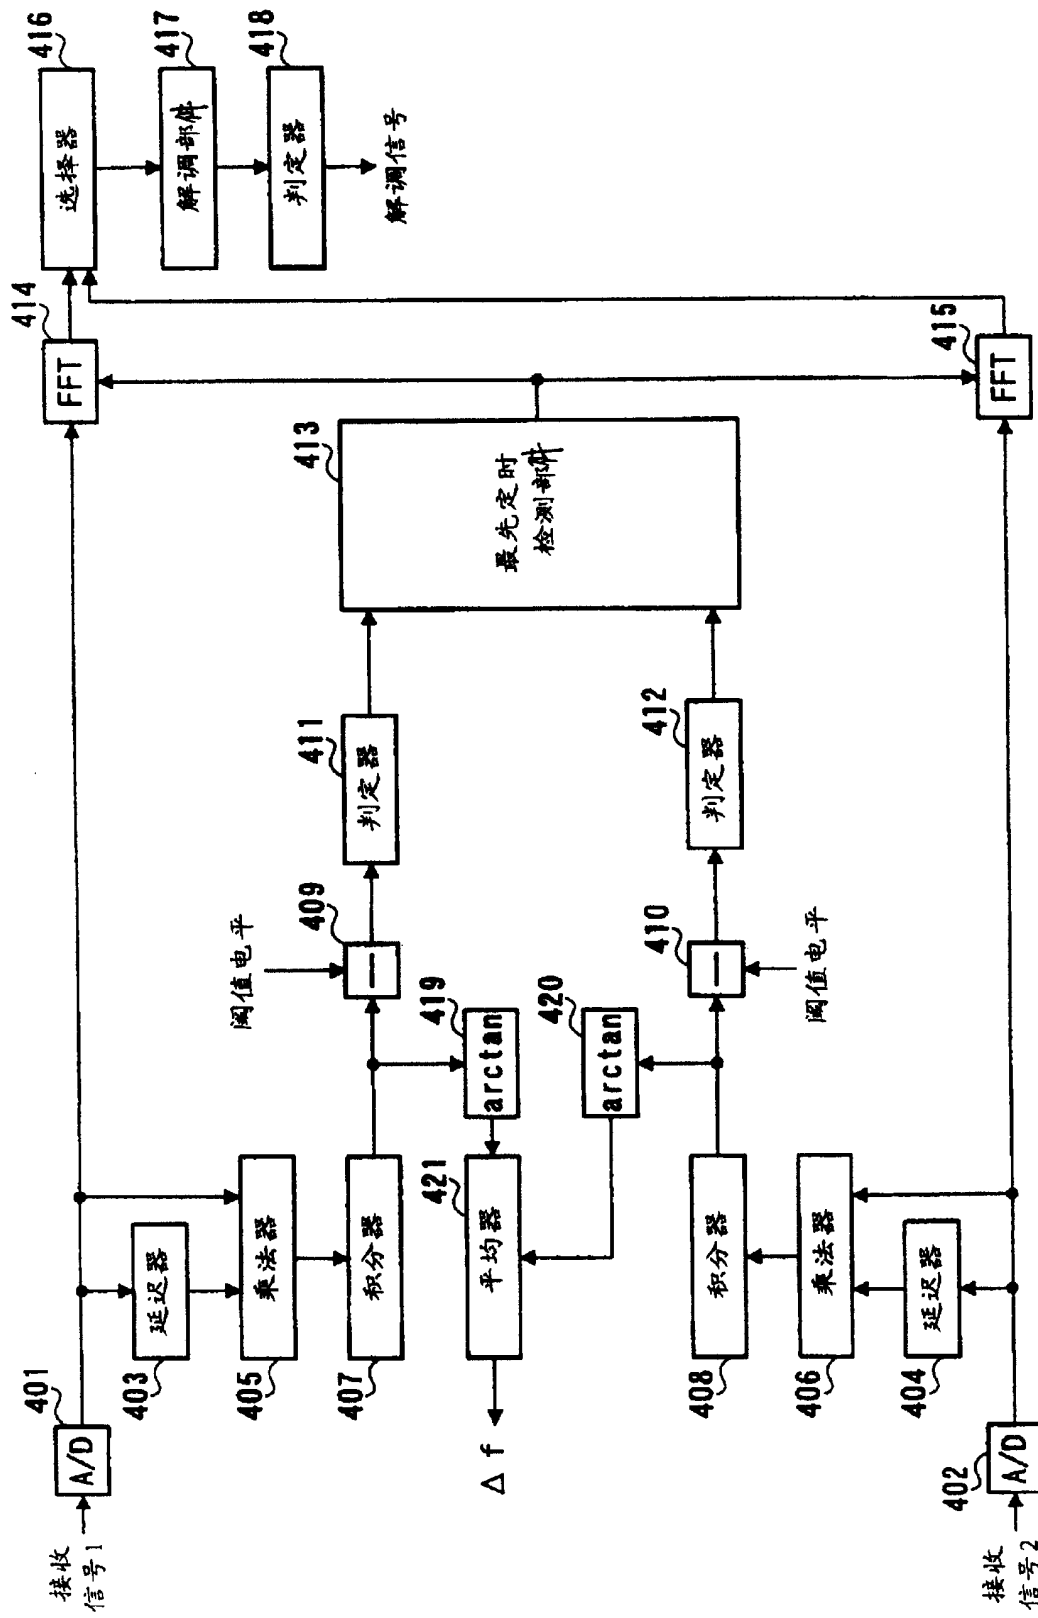 接收
信号1
A/D
401
延迟器
403
乘法器
405
积分器
407
阈值电平
409
411
判定器
arctan
419
平均器
421
Δf
arctan
420
413
最先定时
检测部件
FFT
414
选择器
416
解调部件
417
判定器
418
解调信号
接收
信号2
A/D
402
延迟器
404
乘法器
406
积分器
408
阈值电平
410
412
判定器
FFT
415